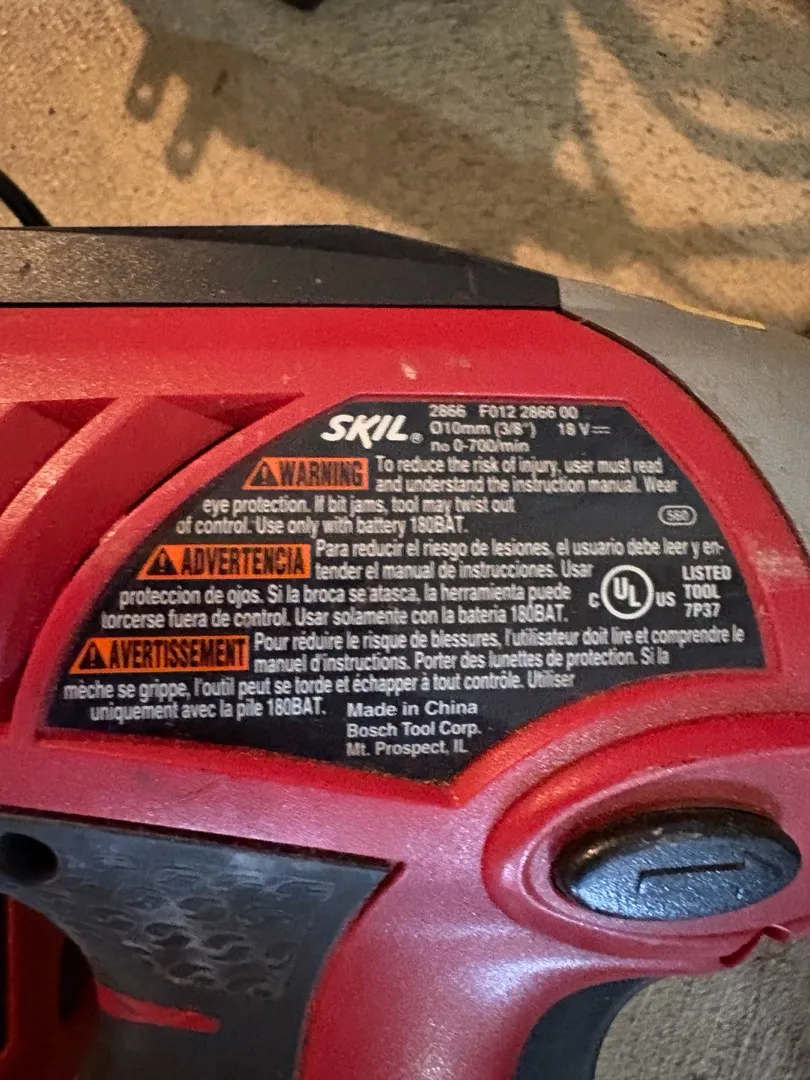 SKIL® 2866 F012 2866 00
Ø10mm (3/8") 18 V
n₀ 0-700/min
WARNING To reduce the risk of injury, user must read
and understand the instruction manual. Wear
eye protection. If bit jams, tool may twist out
of control. Use only with battery 180BAT.
S60
ADVERTENCIA Para reducir el riesgo de lesiones, el usuario debe leer y en-
tender el manual de instrucciones. Usar
proteccion de ojos. Si la broca se atasca, la herramienta puede
torcerse fuera de control. Usar solamente con la bateria 180BAT.
C UL US LISTED
TOOL
7P37
AVERTISSEMENT Pour réduire le risque de blessures, l'utilisateur doit lire et comprendre le
manuel d'instructions. Porter des lunettes de protection. Si la
mèche se grippe, l'outil peut se torde et échapper à tout contrôle. Utiliser
uniquement avec la pile 180BAT.
Made in China
Bosch Tool Corp.
Mt. Prospect, IL